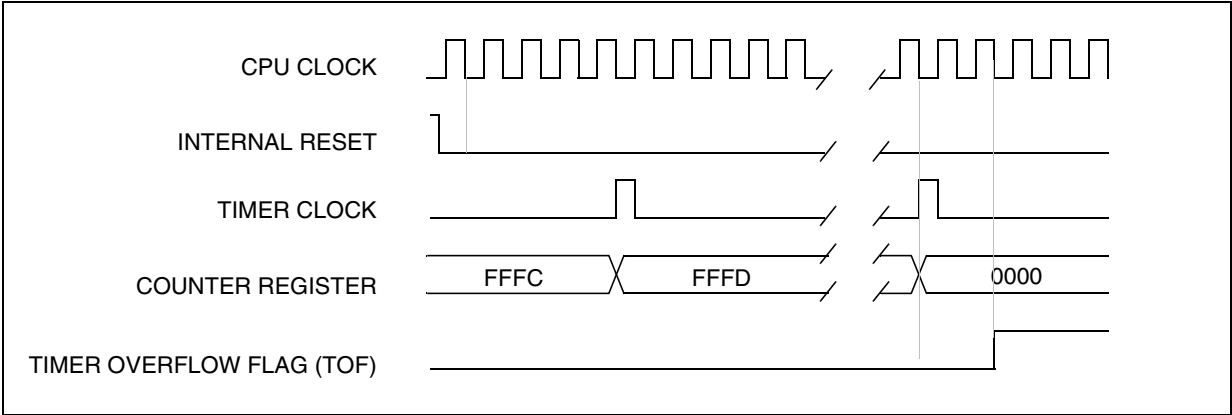 CPU CLOCK
INTERNAL RESET
TIMER CLOCK
COUNTER REGISTER FFFC FFFD 0000
TIMER OVERFLOW FLAG (TOF)